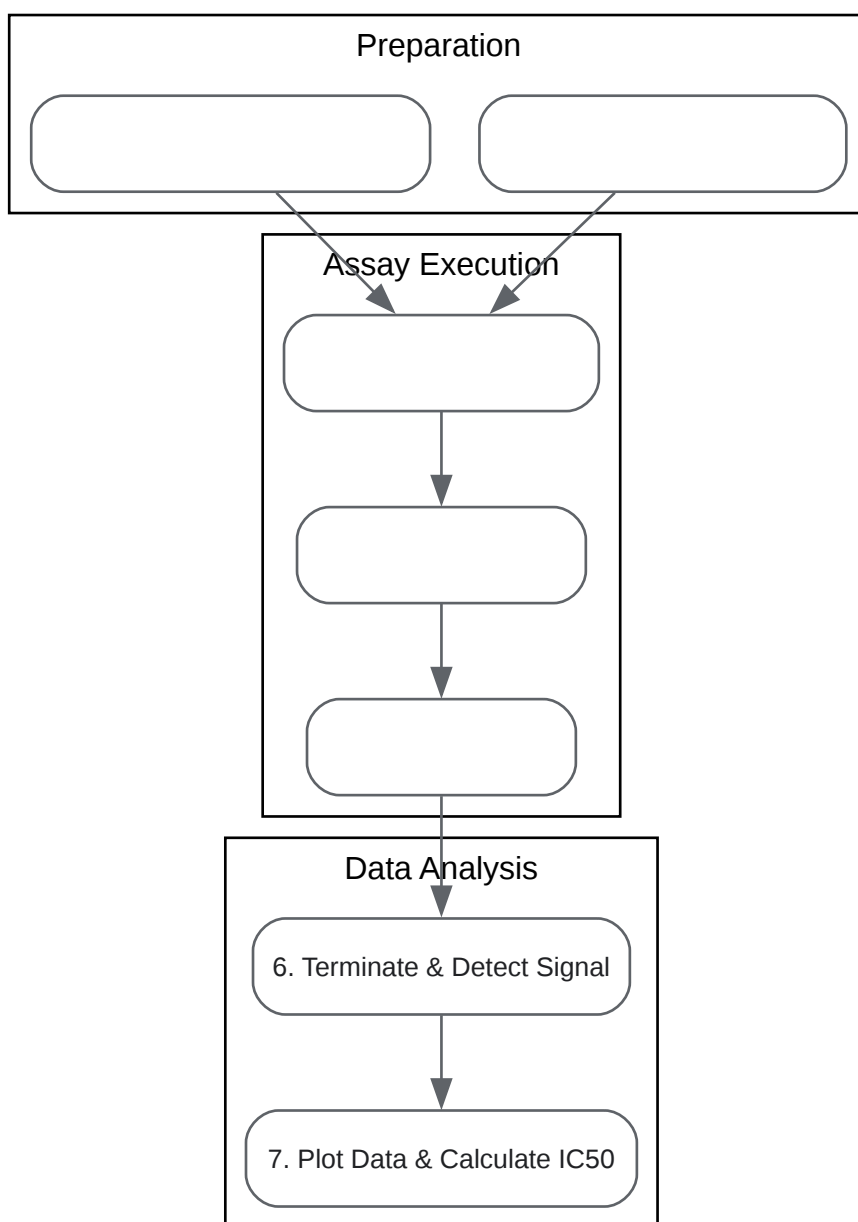 Preparation
Assay Execution
Data Analysis
6. Terminate & Detect Signal
7. Plot Data & Calculate IC50